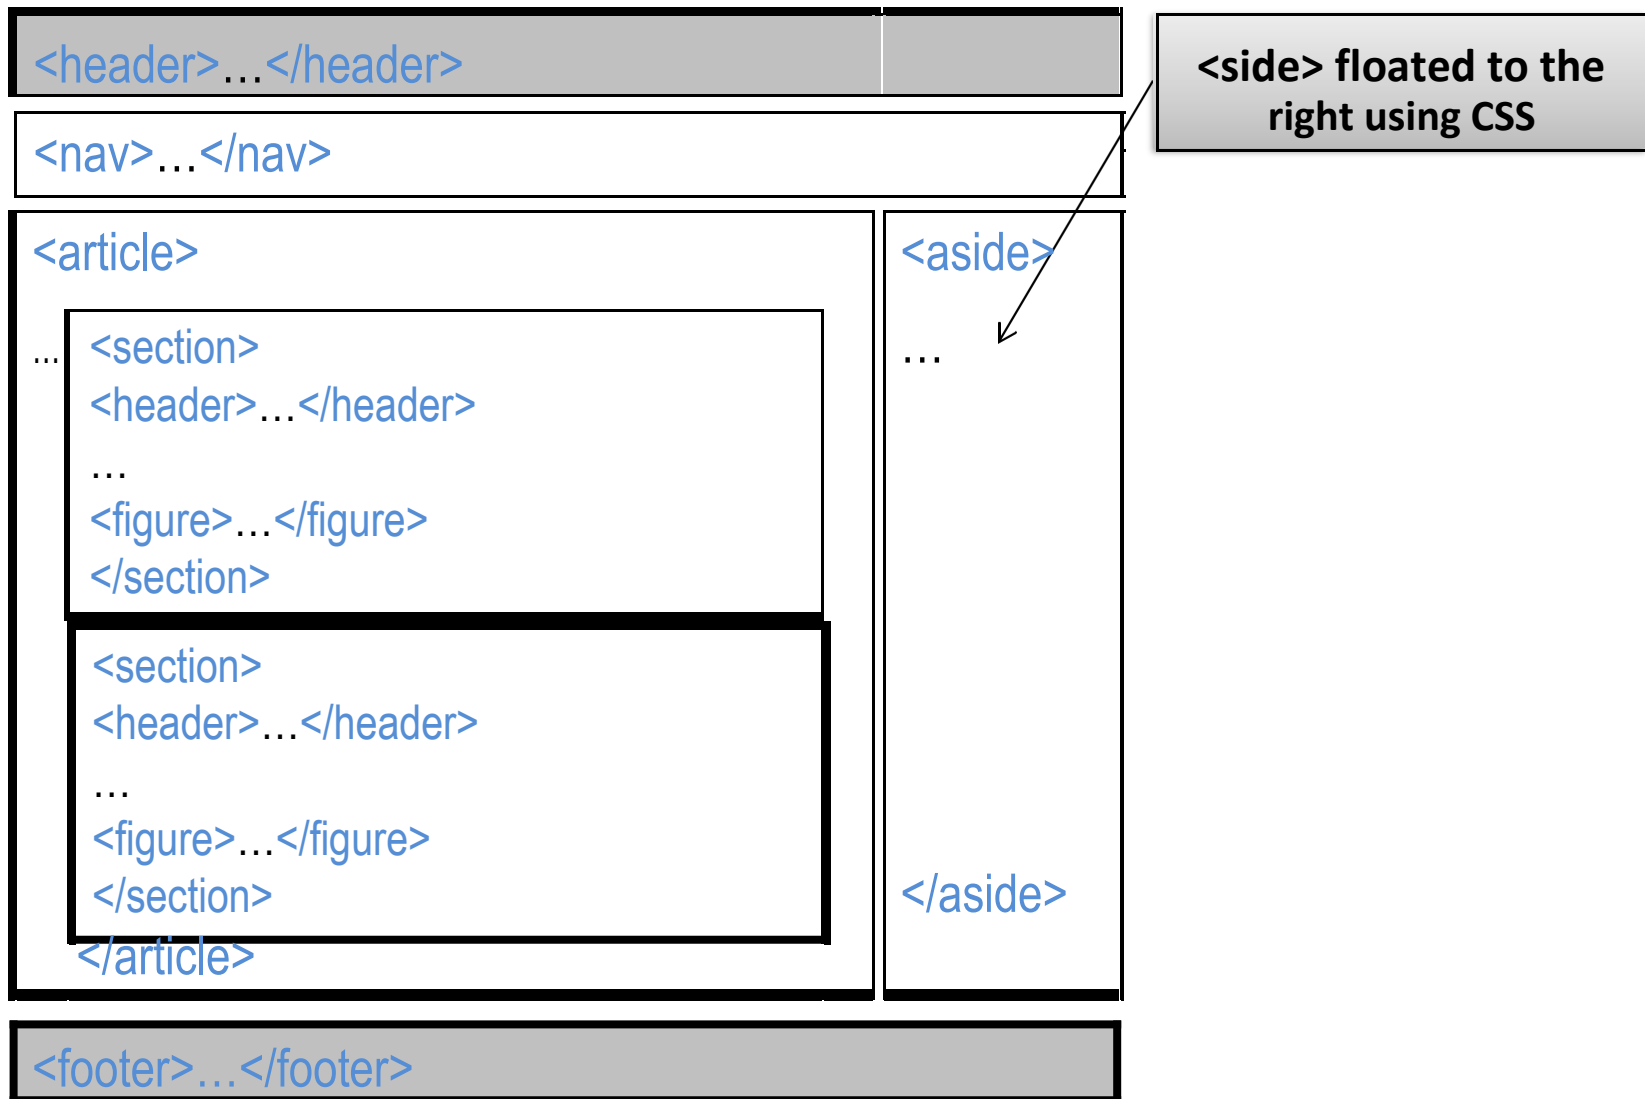 <header>…</header>
<side> floated to the
right using CSS
<nav>…</nav>
<article>
… <section>
<header>…</header>
…
<figure>…</figure>
</section>
<section>
<header>…</header>
…
<figure>…</figure>
</section>
</article>
<aside>
…
</aside>
<footer>…</footer>